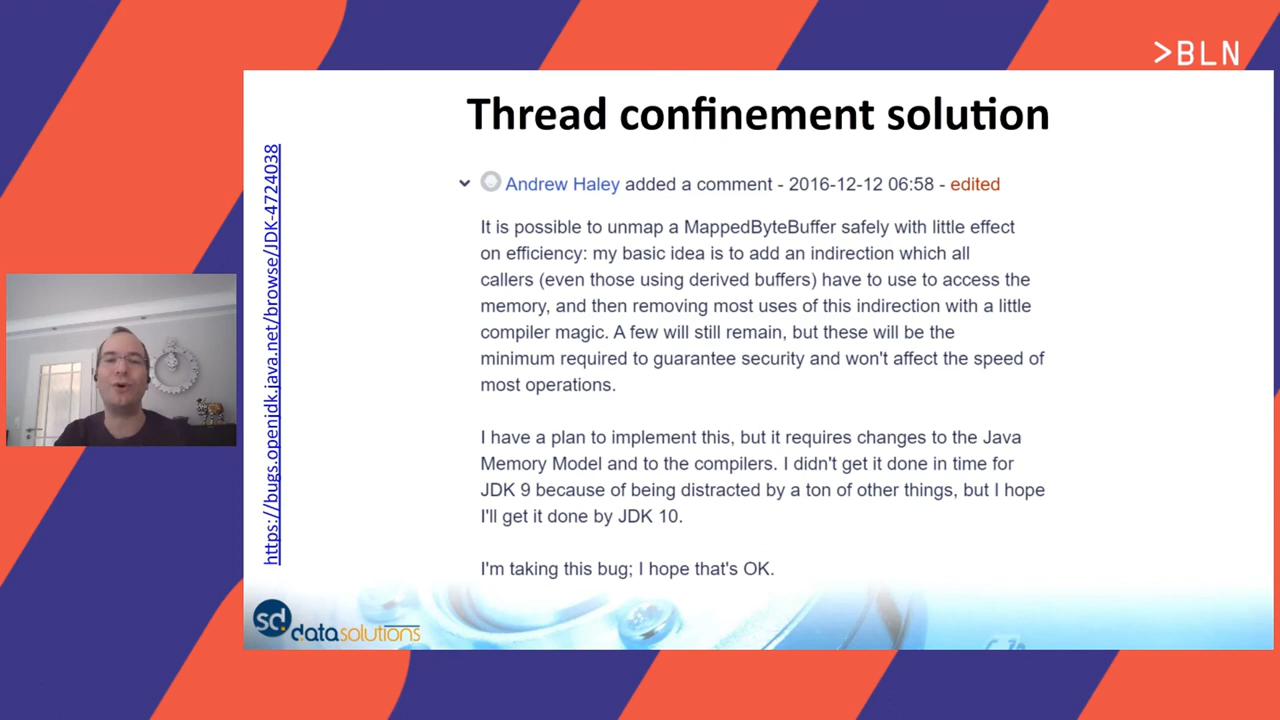 >BLN
Thread confinement solution
https://bugs.openjdk.java.net/browse/JDK-4724038
Andrew Haley added a comment - 2016-12-12 06:58 - edited
It is possible to unmap a MappedByteBuffer safely with little effect
on efficiency: my basic idea is to add an indirection which all
callers (even those using derived buffers) have to use to access the
memory, and then removing most uses of this indirection with a little
compiler magic. A few will still remain, but these will be the
minimum required to guarantee security and won't affect the speed of
most operations.
I have a plan to implement this, but it requires changes to the Java
Memory Model and to the compilers. I didn't get it done in time for
JDK 9 because of being distracted by a ton of other things, but I hope
I'll get it done by JDK 10.
I'm taking this bug; I hope that's OK.
sd.datasolutions